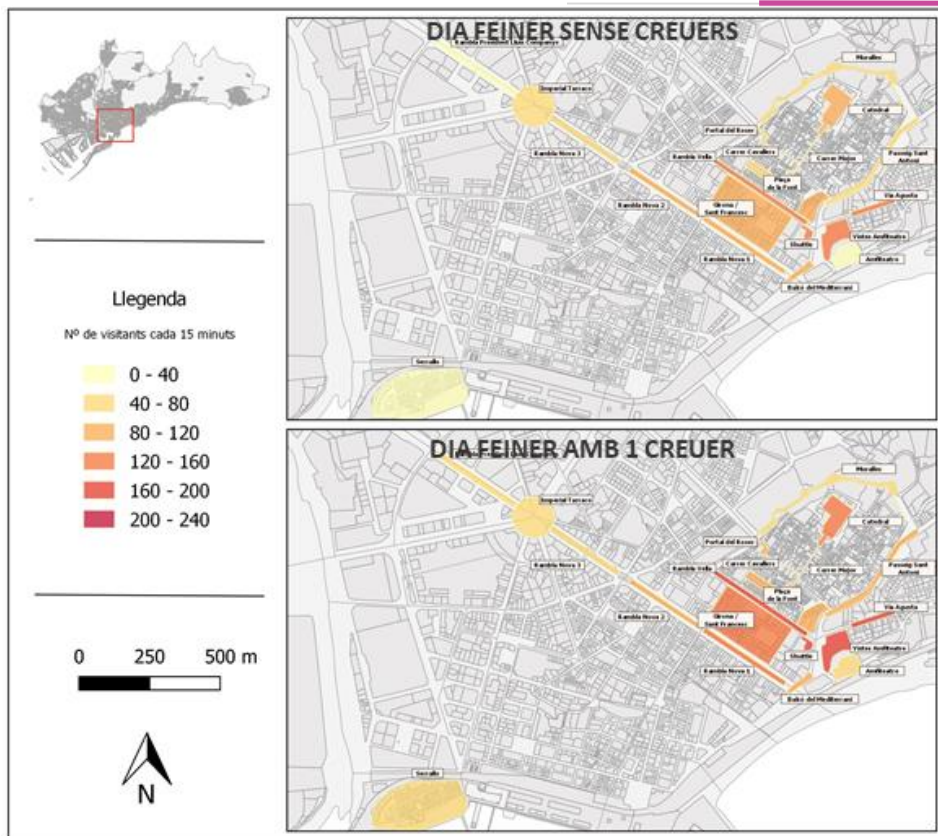 DIA FEINER SENSE CREUERS
Rambla President Lluís Companys
Muralles
Imperial Tarraco
Catedral
Portal del Roser
Rambla Nova 3
Carrer Cavallers
Passeig Sant
Antoni
Rambla Vella
Carrer Major
Plaça
de la Font
Via Augusta
Rambla Nova 2
Girona /
Sant Francesc
Vistes Amfiteatre
Shuttle
Rambla Nova 1
Amfiteatre
Balcó del Mediterrani
Serrallo
Llegenda
Nº de visitants cada 15 minuts
0 - 40
40 - 80
80 - 120
120 - 160
160 - 200
200 - 240
0 250 500 m
N
DIA FEINER AMB 1 CREUER
Muralles
Imperial Tarraco
Catedral
Portal del Roser
Carrer Cavallers
Rambla Nova 3
Rambla Vella
Carrer Major
Passeig Sant
Antoni
Plaça
de la Font
Via Augusta
Rambla Nova 2
Girona /
Sant Francesc
Vistes Amfiteatre
Shuttle
Rambla Nova 1
Amfiteatre
Balcó del Mediterrani
Serrallo